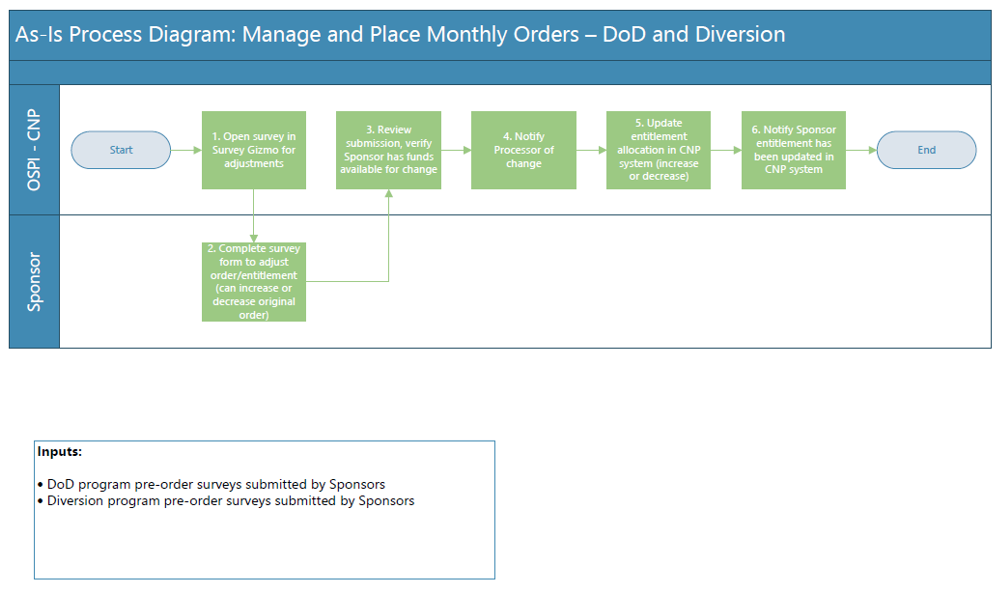 As-Is Process Diagram: Manage and Place Monthly Orders – DoD and Diversion
OSPI - CNP
Start
1. Open survey in
Survey Gizmo for
adjustments
3. Review
submission, verify
Sponsor has funds
available for change
4. Notify
Processor of
change
5. Update
entitlement
allocation in CNP
system (increase
or decrease)
6. Notify Sponsor
entitlement has
been updated in
CNP system
End
Sponsor
2. Complete survey
form to adjust
order/entitlement
(can increase or
decrease original
order)
Inputs:
• DoD program pre-order surveys submitted by Sponsors
• Diversion program pre-order surveys submitted by Sponsors